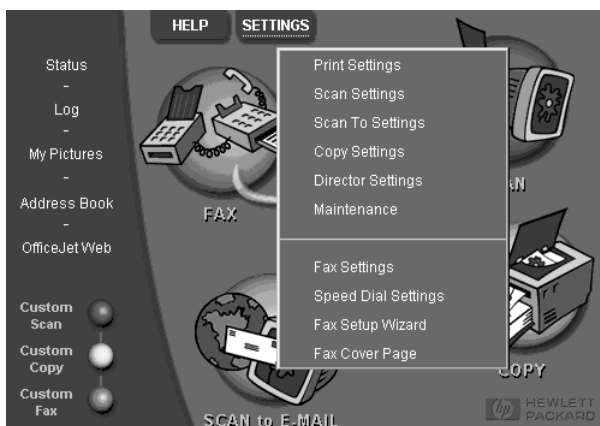 HELP
SETTINGS
Status
-
Log
-
My Pictures
-
Address Book
-
OfficeJet Web
Custom
Scan
Custom
Copy
Custom
Fax
Print Settings
Scan Settings
Scan To Settings
Copy Settings
Director Settings
Maintenance
Fax Settings
Speed Dial Settings
Fax Setup Wizard
Fax Cover Page
FAX
AN
SCAN to E-MAIL
COPY
hp HEWLETT
PACKARD